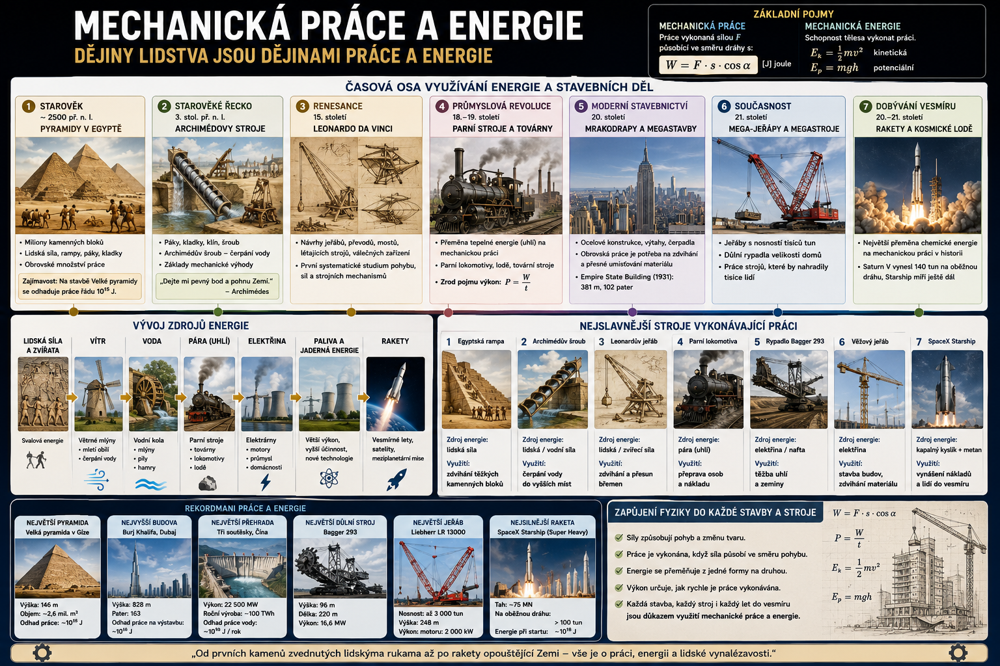 MECHANICKÁ PRÁCE A ENERGIE
DĚJINY LIDSTVA JSOU DĚJINAMI PRÁCE A ENERGIE
ZÁKLADNÍ POJMY
MECHANICKÁ PRÁCE
Práce vykonaná silou F
působící ve směru dráhy s:
W = F · s · cos α
[J] joule
MECHANICKÁ ENERGIE
Schopnost tělesa vykonat práci.
E_k = 1/2 mv² kinetická
E_p = mgh potenciální
ČASOVÁ OSA VYUŽÍVÁNÍ ENERGIE A STAVEBNÍCH DĚL
1 STAROVĚK
~ 2500 př. n. l.
PYRAMIDY V EGYPTĚ
• Miliony kamenných bloků
• Lidská síla, rampy, páky, kladky
• Obrovské množství práce
Zajímavost: Na stavbě Velké pyramidy
se odhaduje práce řádu 10¹⁵ J.
2 STAROVĚKÉ ŘECKO
3. stol. př. n. l.
ARCHIMÉDOVY STROJE
• Páky, kladky, klín, šroub
• Archimédův šroub – čerpání vody
• Základy mechanické výhody
„Dejte mi pevný bod a pohnu Zemí.“
– Archimédes
3 RENESANCE
15. století
LEONARDO DA VINCI
• Návrhy jeřábů, převodů, mostů,
létajících strojů, válečných zařízení
• První systematické studium pohybu,
sil a strojních mechanismů
4 PRŮMYSLOVÁ REVOLUCE
18.–19. století
PARNÍ STROJE A TOVÁRNY
• Přeměna tepelné energie (uhlí) na
mechanickou práci
• Parní lokomotivy, lodě, tovární stroje
• Zrod pojmu výkon: P = W/t
5 MODERNÍ STAVEBNICTVÍ
20. století
MRAKODRAPY A MEGASTAVBY
• Ocelové konstrukce, výtahy, čerpadla
• Obrovská práce je potřeba na zdvihání
a přesné umisťování materiálu
• Empire State Building (1931):
381 m, 102 pater
6 SOUČASNOST
21. století
MEGA-JEŘÁPY A MEGASTROJE
• Jeřáby s nosností tisíců tun
• Důlní rypadla velikosti domů
• Práce strojů, které by nahradily
tisíce lidí
7 DOBÝVÁNÍ VESMÍRU
20.–21. století
RAKETY A KOSMICKÉ LODĚ
• Největší přeměna chemické energie
na mechanickou práci v historii
• Saturn V vynesl 140 tun na oběžnou
dráhu, Starship míří ještě dál
VÝVOJ ZDROJŮ ENERGIE
LIDSKÁ SÍLA
A ZVÍŘATA
Svalová energie
VÍTR
Větrné mlýny
• mletí obilí
• čerpání vody
VODA
Vodní kola
• mlýny
• pily
• hamry
PÁRA (UHLÍ)
Parní stroje
• továrny
• lokomotivy
• lodě
ELEKTŘINA
Elektrárny
• motory
• průmysl
• domácnosti
PALIVA A
JADERNÁ ENERGIE
Větší výkon,
vyšší účinnost,
nové technologie
RAKETY
Vesmírné lety,
satelity,
meziplanetární mise
NEJSLAVNĚJŠÍ STROJE VYKONÁVAJÍCÍ PRÁCI
1 Egyptská rampa
Zdroj energie:
lidská síla
Využití:
zdvihání těžkých
kamenných bloků
2 Archimédův šroub
Zdroj energie:
lidská / vodní síla
Využití:
čerpání vody
do vyšších míst
3 Leonardův jeřáb
Zdroj energie:
lidská / zvířecí síla
Využití:
zdvihání a přesun
břemen
4 Parní lokomotiva
Zdroj energie:
pára (uhlí)
Využití:
přeprava osob
a nákladu
5 Rypadlo Bagger 293
Zdroj energie:
elektřina / nafta
Využití:
těžba uhlí
a zeminy
6 Věžový jeřáb
Zdroj energie:
elektřina
Využití:
stavba budov,
zdvihání materiálu
7 SpaceX Starship
Zdroj energie:
kapalný kyslík + metan
Využití:
vynášení nákladů
a lidí do vesmíru
REKORDMANI PRÁCE A ENERGIE
NEJVĚTŠÍ PYRAMIDA
Velká pyramida v Gíze
Výška: 146 m
Objem: ~2,6 mil. m³
Odhad práce: ~10¹⁵ J
NEJVYŠŠÍ BUDOVA
Burj Khalifa, Dubaj
Výška: 828 m
Pater: 163
Odhad práce na výstavbu:
~10¹⁶ J
NEJVĚTŠÍ PŘEHRADA
Tři soutěsky, Čína
Výkon: 22 500 MW
Roční výroba: ~100 TWh
Odhad práce vody:
J / rok
NEJVĚTŠÍ DŮLNÍ STROJ
Bagger 293
Výška: 96 m
Délka: 220 m
Výkon: 16,6 MW
NEJVĚTŠÍ JEŘÁB
Liebherr LR 13000
Nosnost: až 3 000 tun
Výška: 248 m
Výkon motoru: 2 000 kW
NEJSILNĚJŠÍ RAKETA
SpaceX Starship (Super Heavy)
Tah: ~75 MN
Na oběžnou dráhu:
> 100 tun
Energie při startu: ~10¹⁸ J
ZAPŮJENÍ FYZIKY DO KAŽDÉ STAVBY A STROJE
Síly způsobují pohyb a změnu tvaru.
Práce je vykonána, když síla působí ve směru pohybu.
Energie se přeměňuje z jedné formy na druhou.
Výkon určuje, jak rychle je práce vykonávána.
Každá stavba, každý stroj i každý let do vesmíru
jsou důkazem využití mechanické práce a energie.
W = F · s · cos α
P = W/t
E_k = 1/2 mv²
E_p = mgh
„Od prvních kamenů zvednutých lidskýma rukama až po rakety opouštějící Zemi – vše je o práci, energii a lidské vynalézavosti.“